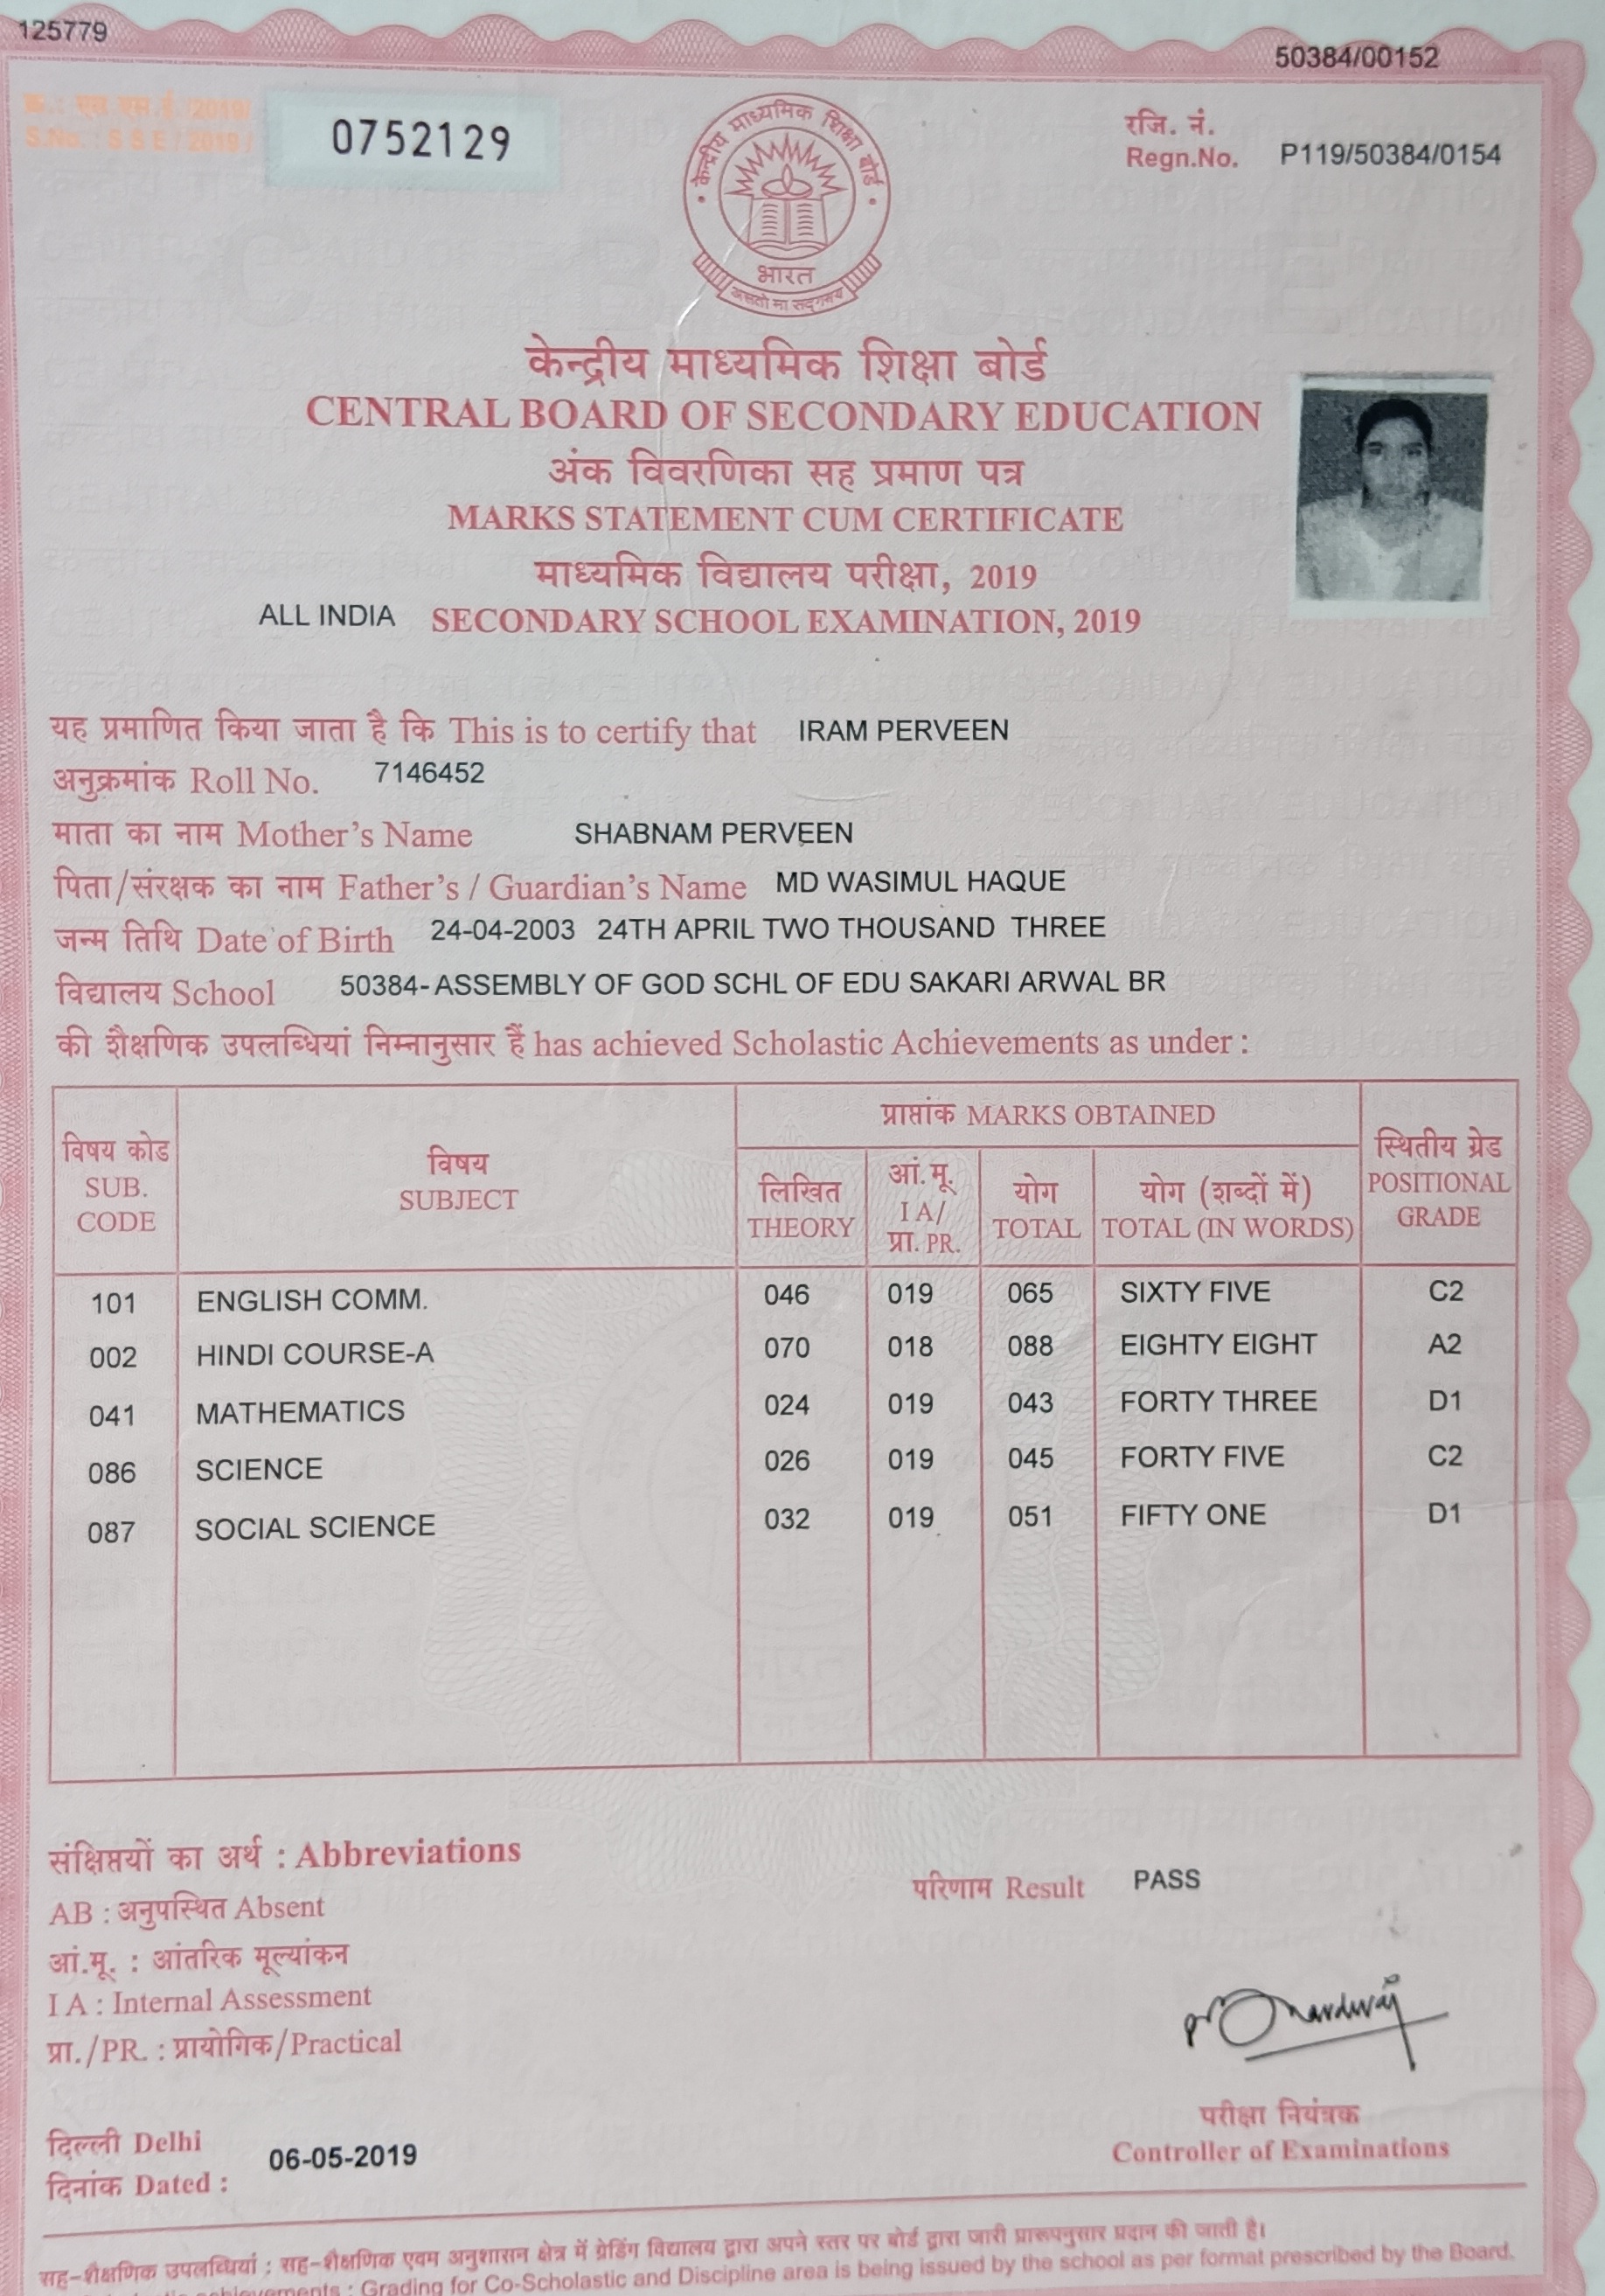 125779
50384/00152
क्र.: एस.एस.ई /2019/
S.No.: S S E / 2019 /
0752129
रजि. नं.
Regn.No. P119/50384/0154
केन्द्रीय माध्यमिक शिक्षा बोर्ड
भारत
असतो मा सद्गमय
केन्द्रीय माध्यमिक शिक्षा बोर्ड
CENTRAL BOARD OF SECONDARY EDUCATION
अंक विवरणिका सह प्रमाण पत्र
MARKS STATEMENT CUM CERTIFICATE
माध्यमिक विद्यालय परीक्षा, 2019
ALL INDIA SECONDARY SCHOOL EXAMINATION, 2019
यह प्रमाणित किया जाता है कि This is to certify that IRAM PERVEEN
अनुक्रमांक Roll No. 7146452
माता का नाम Mother's Name SHABNAM PERVEEN
पिता/संरक्षक का नाम Father's / Guardian's Name MD WASIMUL HAQUE
जन्म तिथि Date of Birth 24-04-2003 24TH APRIL TWO THOUSAND THREE
विद्यालय School 50384-ASSEMBLY OF GOD SCHL OF EDU SAKARI ARWAL BR
की शैक्षणिक उपलब्धियां निम्नानुसार हैं has achieved Scholastic Achievements as under :
विषय कोड SUB. CODE
विषय SUBJECT
प्राप्तांक MARKS OBTAINED
लिखित THEORY
आं.मू. I A/ प्रा. PR.
योग TOTAL
योग (शब्दों में) TOTAL (IN WORDS)
स्थितीय ग्रेड POSITIONAL GRADE
101 ENGLISH COMM. 046 019 065 SIXTY FIVE C2
002 HINDI COURSE-A 070 018 088 EIGHTY EIGHT A2
041 MATHEMATICS 024 019 043 FORTY THREE D1
086 SCIENCE 026 019 045 FORTY FIVE C2
087 SOCIAL SCIENCE 032 019 051 FIFTY ONE D1
संक्षिप्तयों का अर्थ : Abbreviations
AB : अनुपस्थित Absent
परिणाम Result PASS
आं.मू. : आंतरिक मूल्यांकन
I A : Internal Assessment
प्रा./PR. : प्रायोगिक/Practical
परीक्षा नियंत्रक
Controller of Examinations
दिल्ली Delhi
दिनांक Dated : 06-05-2019
सह-शैक्षणिक उपलब्धियां ; सह-शैक्षणिक एवम अनुशासन क्षेत्र में ग्रेडिंग विद्यालय द्वारा अपने स्तर पर बोर्ड द्वारा जारी प्रारूपनुसार प्रदान की जाती है।
achievements : Grading for Co-Scholastic and Discipline area is being issued by the school as per format prescribed by the Board.